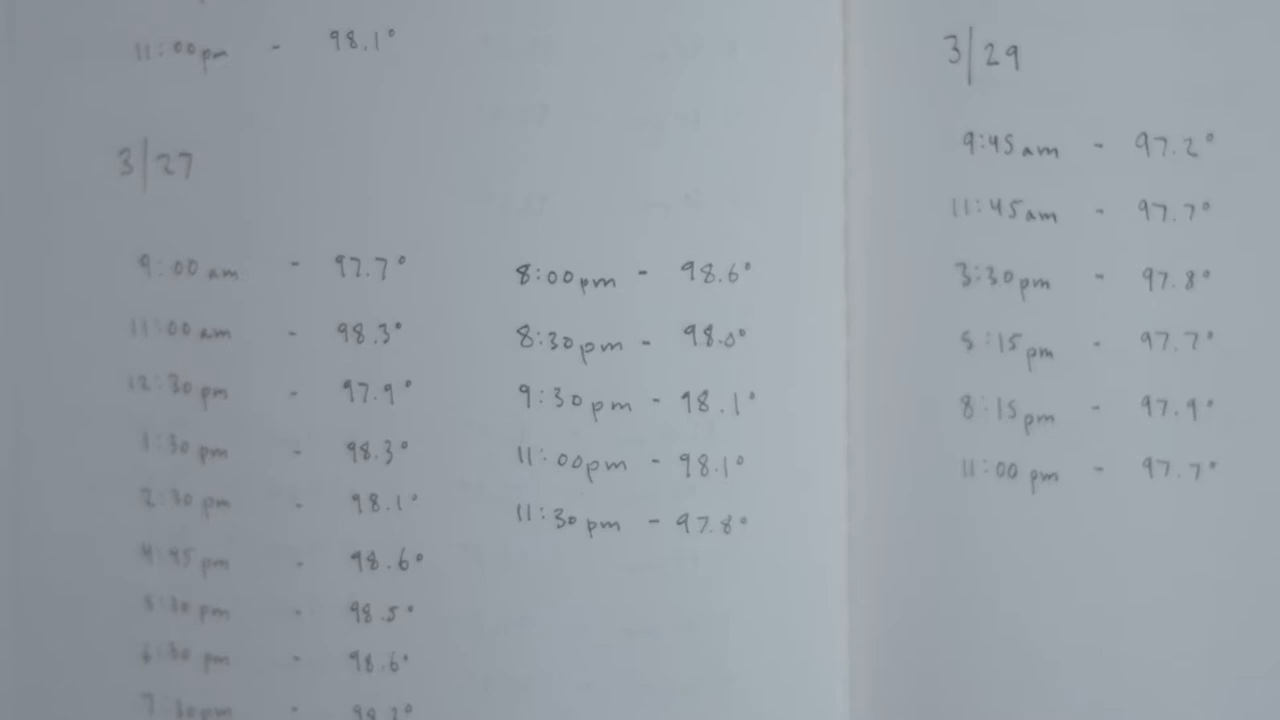 11:00pm - 98.1°
3/27
9:00 am - 97.7°
11:00 am - 98.3°
12:30 pm - 97.9°
1:30 pm - 98.3°
2:30 pm - 98.1°
4:45 pm - 98.6°
5:30 pm - 98.5°
6:30 pm - 98.6°
7:30pm - 98.2°
8:00pm - 98.6°
8:30pm - 98.0°
9:30pm - 98.1°
11:00pm - 98.1°
11:30pm - 97.8°
3/29
9:45am - 97.2°
11:45am - 97.7°
3:30pm - 97.8°
5:15pm - 97.7°
8:15pm - 97.9°
11:00 pm - 97.7°